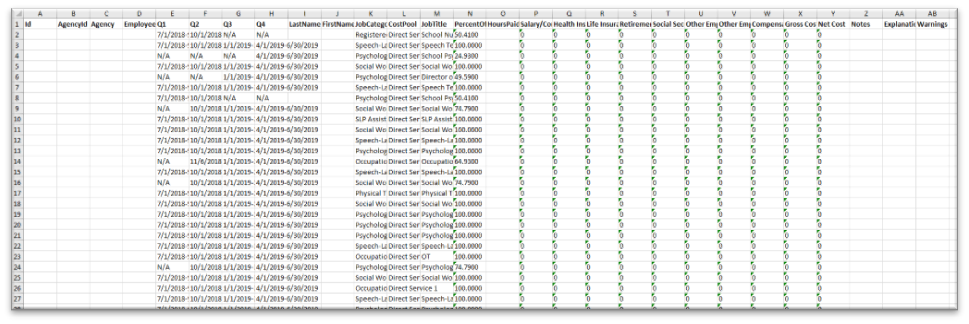 A B C D E F G H I J K L M N O P Q R S T U V W X Y Z AA AB
1 Id AgencyId Agency Employee Q1 Q2 Q3 Q4 LastName FirstName JobCatego CostPool JobTitle PercentOf HoursPaid Salary/Co Health Ins Life Insura Retiremen Social Sec Other Emp Other Emp Compensa Gross Cos Net Cost Notes Explanatio Warnings
2 7/1/2018- 10/1/2018 N/A N/A Registere Direct Ser School Nu 50.4100 0 0 0 0 0 0 0 0 0 0
3 7/1/2018- 10/1/2018 1/1/2019- 4/1/2019-6/30/2019 Speech-La Direct Ser Speech Te 100.0000 0 0 0 0 0 0 0 0 0 0
4 N/A N/A N/A 4/1/2019-6/30/2019 Psycholog Direct Ser School Ps 24.9300 0 0 0 0 0 0 0 0 0 0
5 7/1/2018- 10/1/2018 1/1/2019- 4/1/2019-6/30/2019 Social Wo Direct Ser Social Wo 100.0000 0 0 0 0 0 0 0 0 0 0
6 N/A N/A 1/1/2019- 4/1/2019-6/30/2019 Psycholog Direct Ser Director o 49.5900 0 0 0 0 0 0 0 0 0 0
7 7/1/2018- 10/1/2018 1/1/2019- 4/1/2019-6/30/2019 Speech-La Direct Ser Speech Te 100.0000 0 0 0 0 0 0 0 0 0 0
8 7/1/2018- 10/1/2018 N/A N/A Psycholog Direct Ser School Ps 50.4100 0 0 0 0 0 0 0 0 0 0
9 N/A 10/1/2018 1/1/2019- 4/1/2019-6/30/2019 Social Wo Direct Ser Social Wo 74.7900 0 0 0 0 0 0 0 0 0 0
10 7/1/2018- 10/1/2018 1/1/2019- 4/1/2019-6/30/2019 SLP Assist Direct Ser SLP Assist 100.0000 0 0 0 0 0 0 0 0 0 0
11 7/1/2018- 10/1/2018 1/1/2019- 4/1/2019-6/30/2019 Social Wo Direct Ser Social Wo 100.0000 0 0 0 0 0 0 0 0 0 0
12 7/1/2018- 10/1/2018 1/1/2019- 4/1/2019-6/30/2019 Speech-La Direct Ser Speech-La 100.0000 0 0 0 0 0 0 0 0 0 0
13 7/1/2018- 10/1/2018 1/1/2019- 4/1/2019-6/30/2019 Psycholog Direct Ser Psycholog 100.0000 0 0 0 0 0 0 0 0 0 0
14 N/A 11/6/2018 1/1/2019- 4/1/2019-6/30/2019 Occupatio Direct Ser Occupatio 64.9300 0 0 0 0 0 0 0 0 0 0
15 7/1/2018- 10/1/2018 1/1/2019- 4/1/2019-6/30/2019 Speech-La Direct Ser Speech-La 100.0000 0 0 0 0 0 0 0 0 0 0
16 N/A 10/1/2018 1/1/2019- 4/1/2019-6/30/2019 Social Wo Direct Ser Social Wo 74.7900 0 0 0 0 0 0 0 0 0 0
17 7/1/2018- 10/1/2018 1/1/2019- 4/1/2019-6/30/2019 Physical T Direct Ser Physical T 100.0000 0 0 0 0 0 0 0 0 0 0
18 7/1/2018- 10/1/2018 1/1/2019- 4/1/2019-6/30/2019 Social Wo Direct Ser Social Wo 100.0000 0 0 0 0 0 0 0 0 0 0
19 7/1/2018- 10/1/2018 1/1/2019- 4/1/2019-6/30/2019 Psycholog Direct Ser Psycholog 100.0000 0 0 0 0 0 0 0 0 0 0
20 7/1/2018- 10/1/2018 1/1/2019- 4/1/2019-6/30/2019 Psycholog Direct Ser Psycholog 100.0000 0 0 0 0 0 0 0 0 0 0
21 7/1/2018- 10/1/2018 1/1/2019- 4/1/2019-6/30/2019 Psycholog Direct Ser Psycholog 100.0000 0 0 0 0 0 0 0 0 0 0
22 7/1/2018- 10/1/2018 1/1/2019- 4/1/2019-6/30/2019 Speech-La Direct Ser Speech-La 100.0000 0 0 0 0 0 0 0 0 0 0
23 7/1/2018- 10/1/2018 1/1/2019- 4/1/2019-6/30/2019 Occupatio Direct Ser OT 100.0000 0 0 0 0 0 0 0 0 0 0
24 N/A 10/1/2018 1/1/2019- 4/1/2019-6/30/2019 Psycholog Direct Ser Psycholog 74.7900 0 0 0 0 0 0 0 0 0 0
25 7/1/2018- 10/1/2018 1/1/2019- 4/1/2019-6/30/2019 Social Wo Direct Ser Social Wo 100.0000 0 0 0 0 0 0 0 0 0 0
26 7/1/2018- 10/1/2018 1/1/2019- 4/1/2019-6/30/2019 Occupatio Direct Service 1 100.0000 0 0 0 0 0 0 0 0 0 0
27 7/1/2018- 10/1/2018 1/1/2019- 4/1/2019-6/30/2019 Speech-La Direct Ser Speech-La 100.0000 0 0 0 0 0 0 0 0 0 0